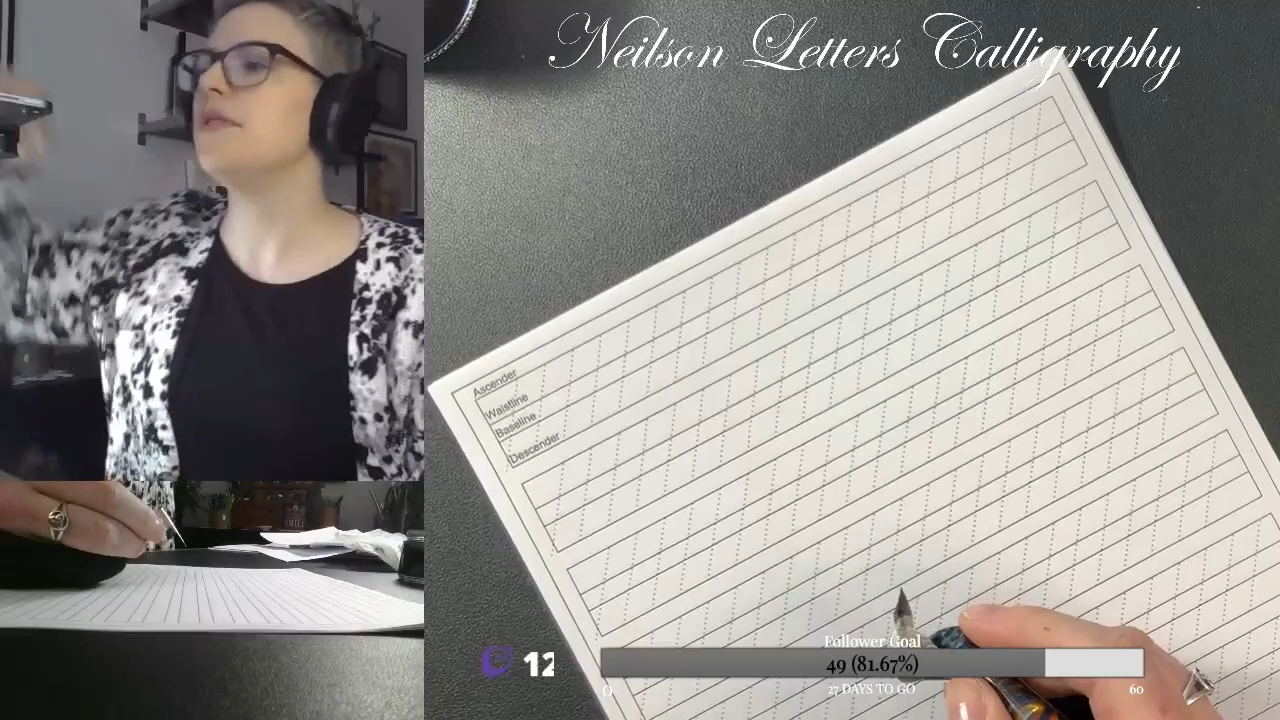 Neilson Letters Calligraphy
Ascender
Waistline
Baseline
Descender
SMILE
12
Follower Goal
49 (81.67%)
0
27 DAYS TO GO
60